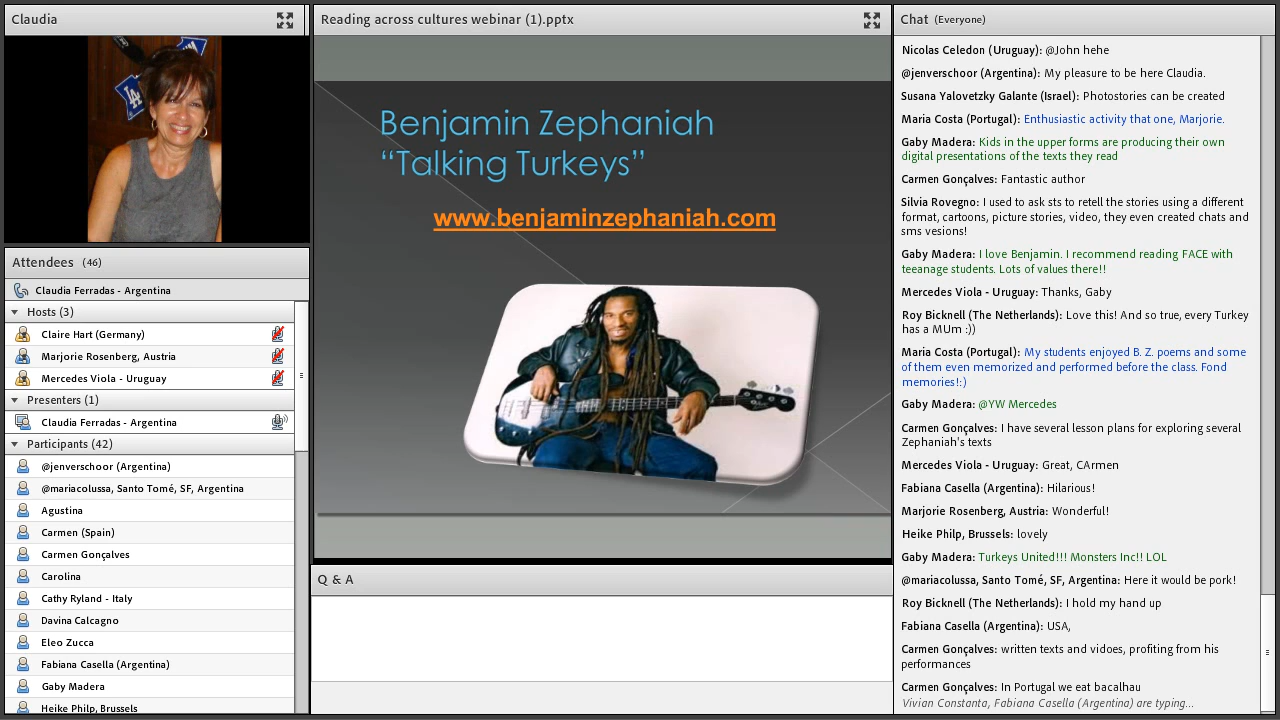 Claudia
LA
Attendees (46)
Claudia Ferradas - Argentina
Hosts (3)
Claire Hart (Germany)
Marjorie Rosenberg, Austria
Mercedes Viola - Uruguay
Presenters (1)
Claudia Ferradas - Argentina
Participants (42)
@jenverschoor (Argentina)
@mariacolussa, Santo Tomé, SF, Argentina
Agustina
Carmen (Spain)
Carmen Gonçalves
Carolina
Cathy Ryland - Italy
Davina Calcagno
Eleo Zucca
Fabiana Casella (Argentina)
Gaby Madera
Heike Philp, Brussels
Reading across cultures webinar (1).pptx
Benjamin Zephaniah
“Talking Turkeys”
www.benjaminzephaniah.com
Q & A
Chat (Everyone)
Nicolas Celedon (Uruguay): @John hehe
@jenverschoor (Argentina): My pleasure to be here Claudia.
Susana Yalovetzky Galante (Israel): Photostories can be created
Maria Costa (Portugal): Enthusiastic activity that one, Marjorie.
Gaby Madera: Kids in the upper forms are producing their own
digital presentations of the texts they read
Carmen Gonçalves: Fantastic author
Silvia Rovegno: I used to ask sts to retell the stories using a different
format, cartoons, picture stories, video, they even created chats and
sms vesions!
Gaby Madera: I love Benjamin. I recommend reading FACE with
teeanage students. Lots of values there!!
Mercedes Viola - Uruguay: Thanks, Gaby
Roy Bicknell (The Netherlands): Love this! And so true, every Turkey
has a MUm :))
Maria Costa (Portugal): My students enjoyed B. Z. poems and some
of them even memorized and performed before the class. Fond
memories!:)
Gaby Madera: @YW Mercedes
Carmen Gonçalves: I have several lesson plans for exploring several
Zephaniah's texts
Mercedes Viola - Uruguay: Great, CArmen
Fabiana Casella (Argentina): Hilarious!
Marjorie Rosenberg, Austria: Wonderful!
Heike Philp, Brussels: lovely
Gaby Madera: Turkeys United!!! Monsters Inc!! LOL
@mariacolussa, Santo Tomé, SF, Argentina: Here it would be pork!
Roy Bicknell (The Netherlands): I hold my hand up
Fabiana Casella (Argentina): USA,
Carmen Gonçalves: written texts and vidoes, profiting from his
performances
Carmen Gonçalves: In Portugal we eat bacalhau
Vivian Constanta, Fabiana Casella (Argentina) are typing...